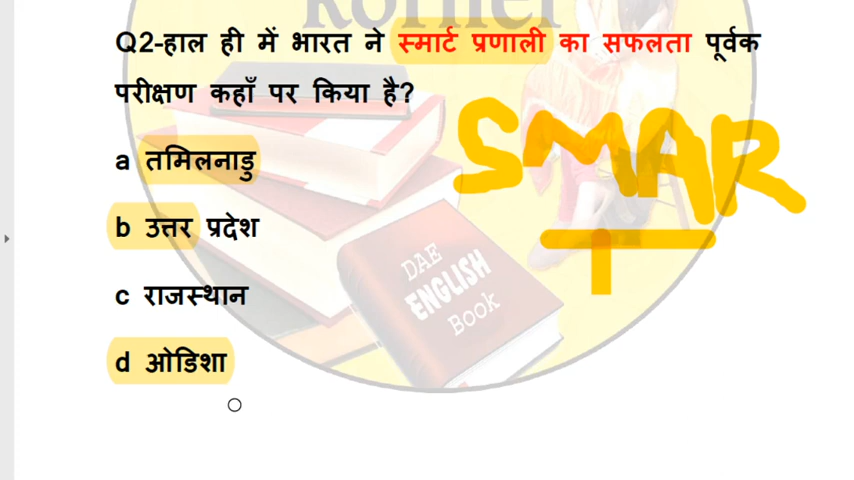 korner
Q2-हाल ही में भारत ने स्मार्ट प्रणाली का सफलता पूर्वक
परीक्षण कहाँ पर किया है?
a तमिलनाडु
b उत्तर प्रदेश
c राजस्थान
d ओडिशा
SMAR
T
DAE
ENGLISH
Book